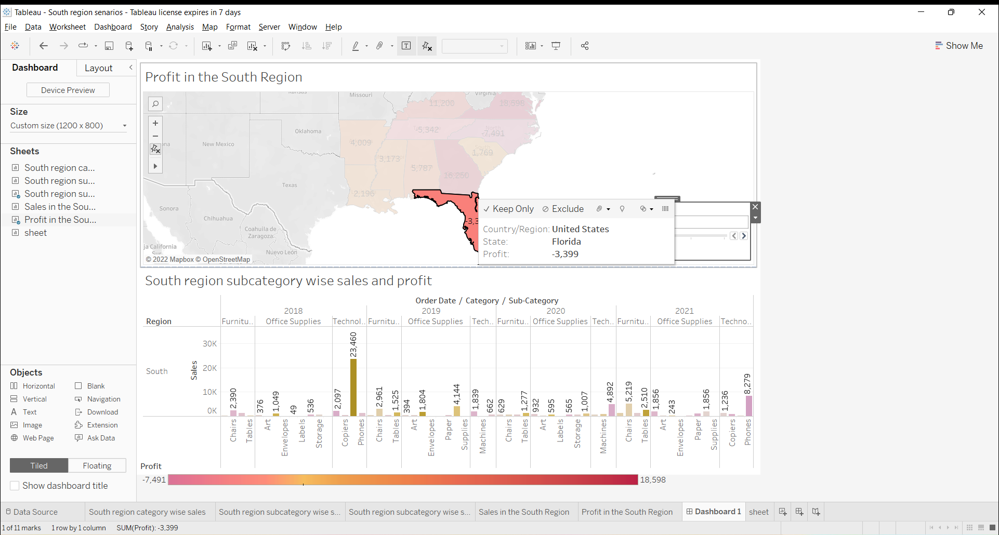 Tableau - South region senarios - Tableau license expires in 7 days
File Data Worksheet Dashboard Story Analysis Map Format Server Window Help
Show Me
Dashboard Layout
Device Preview
Size
Custom size (1200 x 800)
Sheets
South region ca...
South region su...
South region su...
Sales in the Sou...
Profit in the Sou...
sheet
Objects
Horizontal Blank
Vertical Navigation
Text Download
Image Extension
Web Page Ask Data
Tiled Floating
Show dashboard title
Profit in the South Region
Kansas Missouri Virginia
11,200 18,598
Oklahoma -5,342 North
-7,491
New Mexico 4,009 South
1,769
3,173
5,787
16,250
Texas
2,196
Sonora
Chihuahua
Coahuila de
Zaragoza
ja California
Sur
Nuevo León
© 2022 Mapbox © OpenStreetMap
-3,3
Keep Only Exclude
Country/Region: United States
State: Florida
Profit: -3,399
South region subcategory wise sales and profit
Order Date / Category / Sub-Category
2018 2019 2020 2021
Region Furnitu.. Office Supplies Technol.. Furnitu.. Office Supplies Tech.. Furnitu.. Office Supplies Tech.. Furnitu.. Office Supplies Techno..
South
Sales
30K
20K
10K
0K
2,390 376 1,049 49 536 2,097 23,460 2,961 1,525 394 1,804 4,144 1,839 662 629 1,277 932 595 565 1,007 4,892 5,219 2,510 1,856 243 1,856 1,236 8,279
Chairs Tables Art Envelopes Labels Storage Copiers Phones Chairs Tables Art Envelopes Paper Supplies Machines Chairs Tables Art Labels Storage Machines Chairs Tables Art Envelopes Paper Supplies Copiers Phones
Profit
-7,491 18,598
Data Source South region category wise sales South region subcategory wise s... South region subcategory wise s... Sales in the South Region Profit in the South Region Dashboard 1 sheet
1 of 11 marks 1 row by 1 column SUM(Profit): -3,399